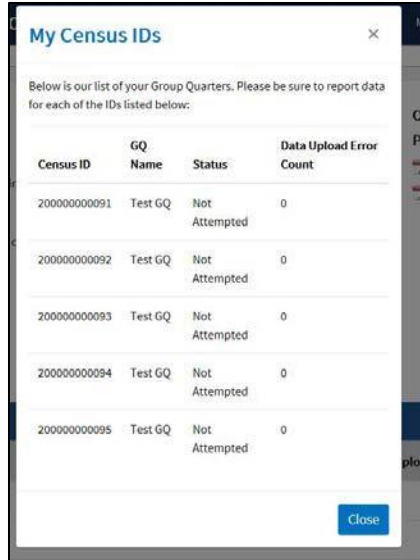 My Census IDs
×
Below is our list of your Group Quarters. Please be sure to report data
for each of the IDs listed below:
Census ID GQ Name Status Data Upload Error Count
200000000091 Test GQ Not Attempted 0
200000000092 Test GQ Not Attempted 0
200000000093 Test GQ Not Attempted 0
200000000094 Test GQ Not Attempted 0
200000000095 Test GQ Not Attempted 0
Close